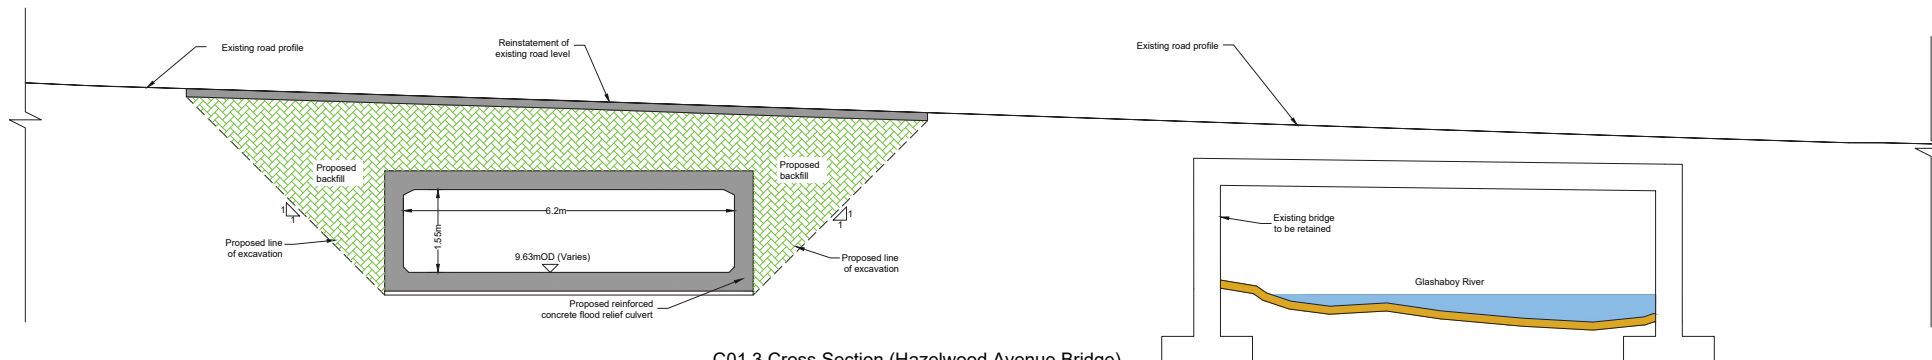 Existing road profile
Reinstatement of
existing road level
Existing road profile
Proposed
backfill
Proposed
backfill
1
1
6.2m
1.55m
1
1
Existing bridge
to be retained
Proposed line
of excavation
9.63mOD (Varies)
Proposed line
of excavation
Glashaboy River
Proposed reinforced
concrete flood relief culvert
C01.3 Cross Section (Hazelwood Avenue Bridge)